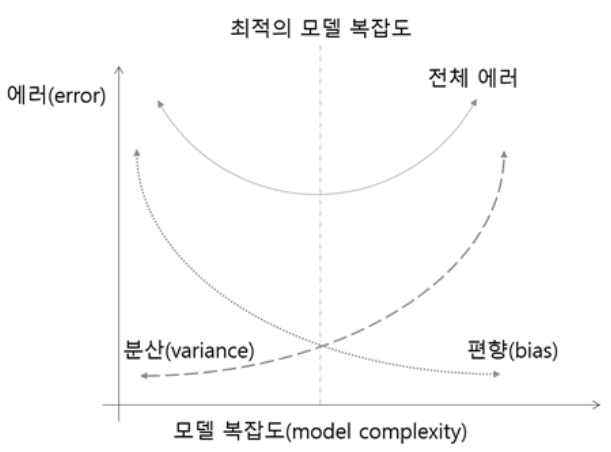 최적의 모델 복잡도
전체 에러
에러(error)
분산(variance)
편향(bias)
모델 복잡도(model complexity)